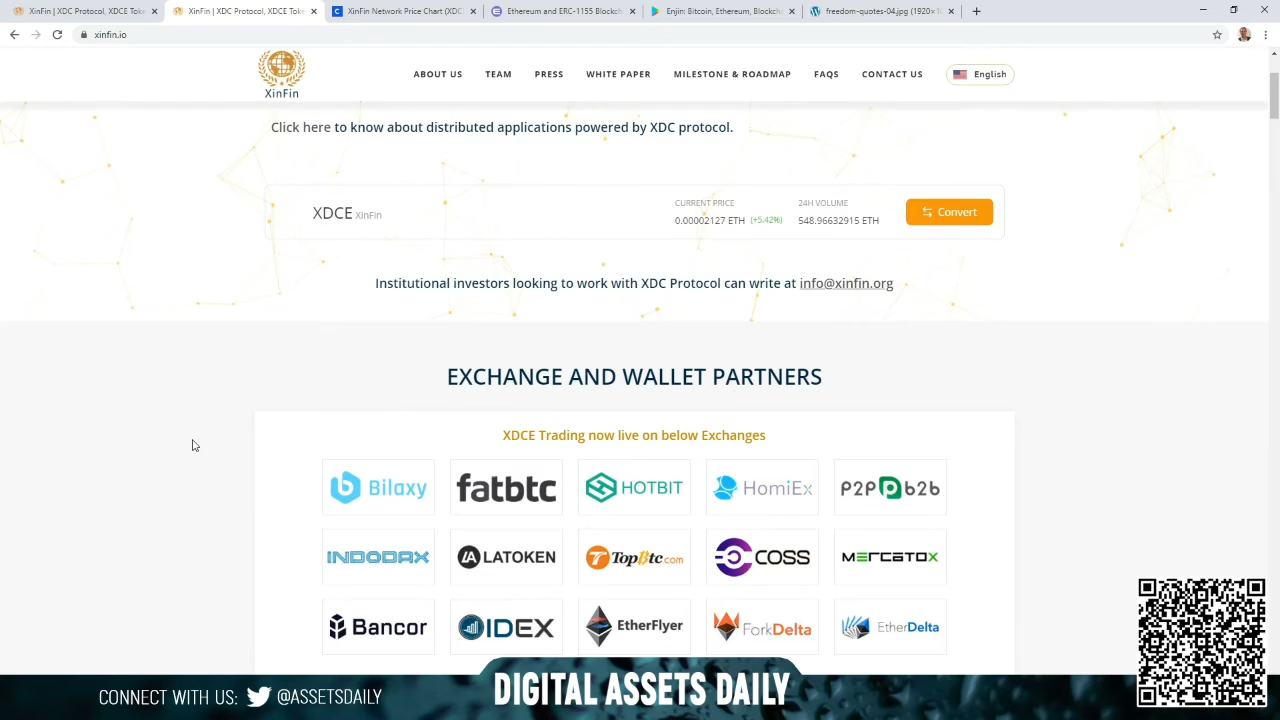 XinFin | XDC Protocol, XDCE Toke
XinFin | XDC Protocol, XDCE Toke
XinFin Network Price Chart (XDC
Ethereum and ERC-1155 Blockch
Enjin: Bitcoin, Ethereum, Blockch
freedom-quotes-04.jpg (1920×1
xinfin.io
XinFin
ABOUT US
TEAM
PRESS
WHITE PAPER
MILESTONE & ROADMAP
FAQS
CONTACT US
English
Click here to know about distributed applications powered by XDC protocol.
XDCE XinFin
CURRENT PRICE
0.00002127 ETH (+5.42%)
24H VOLUME
548.96632915 ETH
Convert
Institutional investors looking to work with XDC Protocol can write at info@xinfin.org
EXCHANGE AND WALLET PARTNERS
XDCE Trading now live on below Exchanges
Bilaxy
fatbtc
HOTBIT
HomiEx
P2P b2b
INDODAX
LATOKEN
TopBtc.com
COSS
MERCATOX
Bancor
IDEX
EtherFlyer
ForkDelta
EtherDelta
CONNECT WITH US: @ASSETSDAILY
DIGITAL ASSETS DAILY